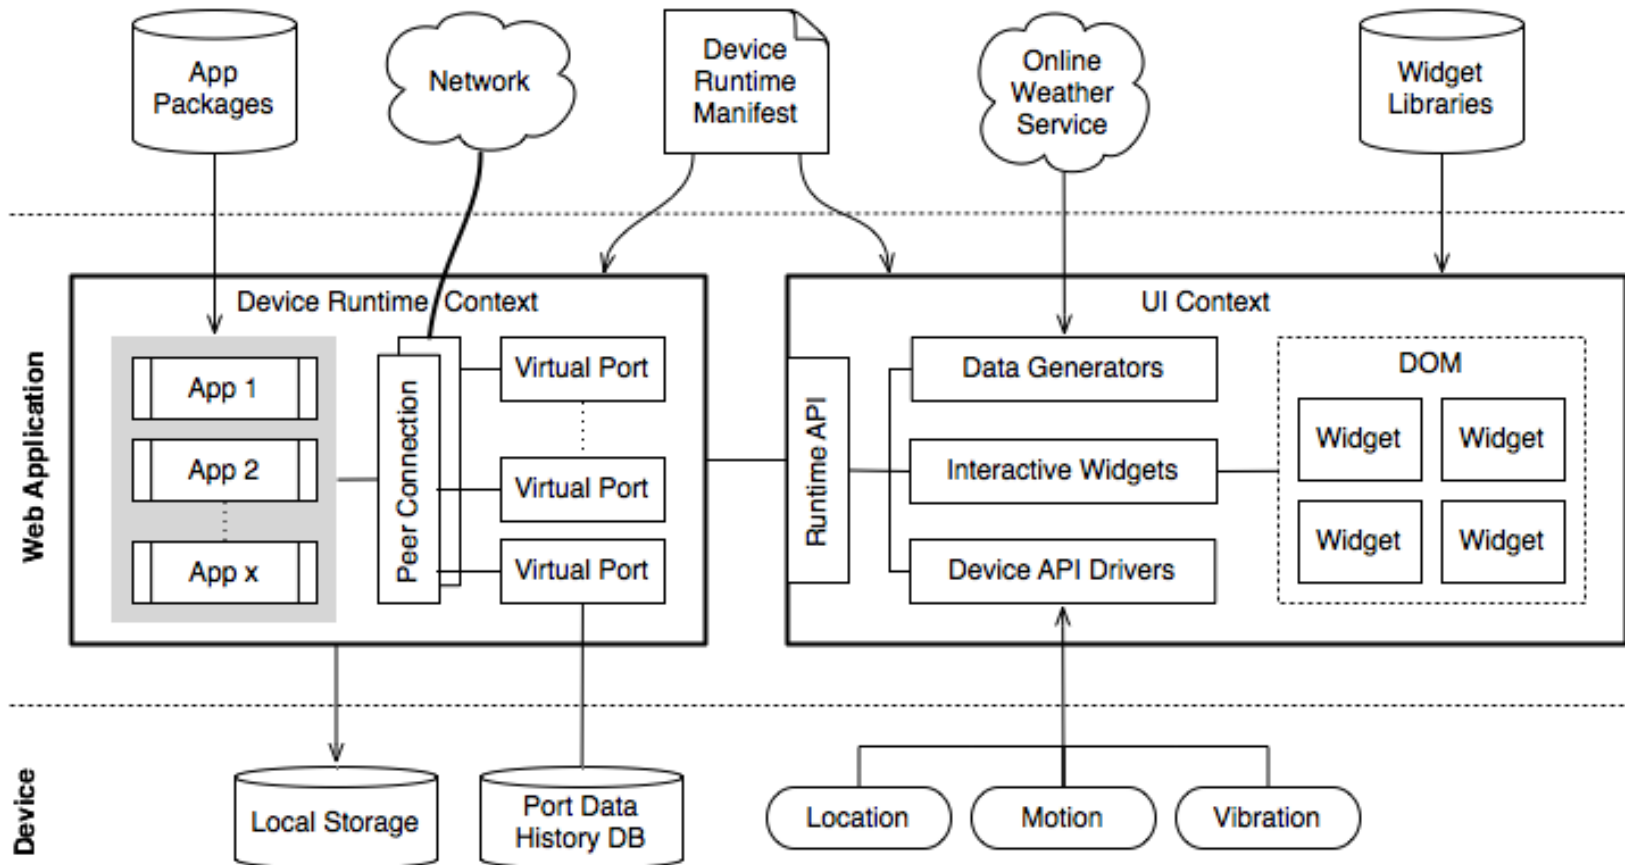 App
Packages
Network
Device
Runtime
Manifest
Online
Weather
Service
Widget
Libraries
Web Application
Device Runtime Context
App 1
App 2
App x
Peer Connection
Virtual Port
Virtual Port
Virtual Port
UI Context
Runtime API
Data Generators
Interactive Widgets
Device API Drivers
DOM
Widget
Widget
Widget
Widget
Device
Local Storage
Port Data
History DB
Location
Motion
Vibration